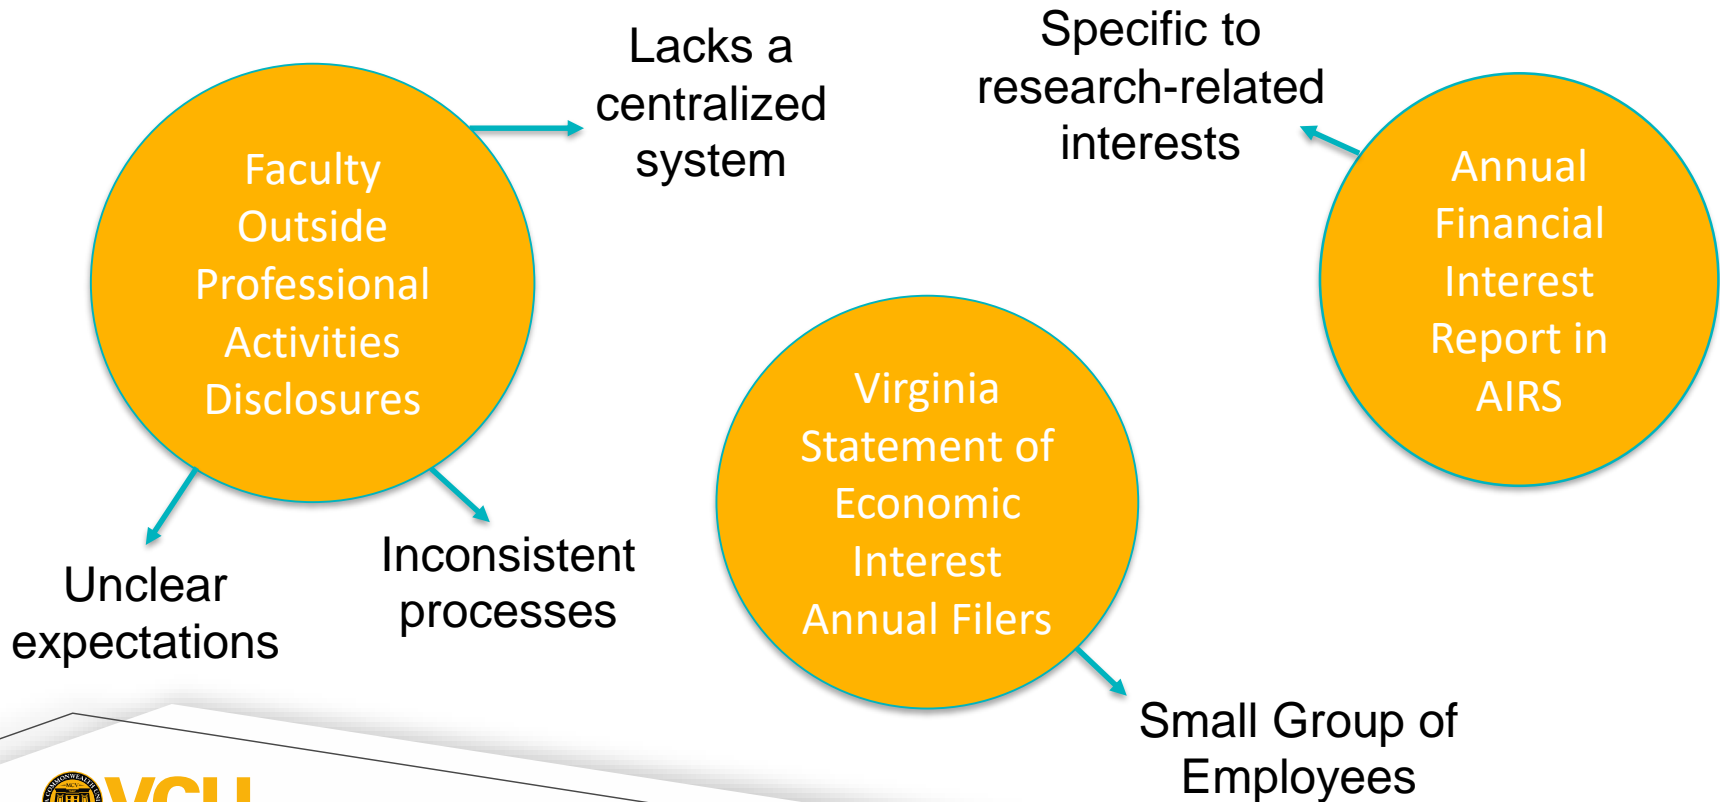 Lacks a
centralized
system
Specific to
research-related
interests
Faculty
Outside
Professional
Activities
Disclosures
Annual
Financial
Interest
Report in
AIRS
Virginia
Statement of
Economic
Interest
Annual Filers
Unclear
expectations
Inconsistent
processes
Small Group of
Employees
VCU